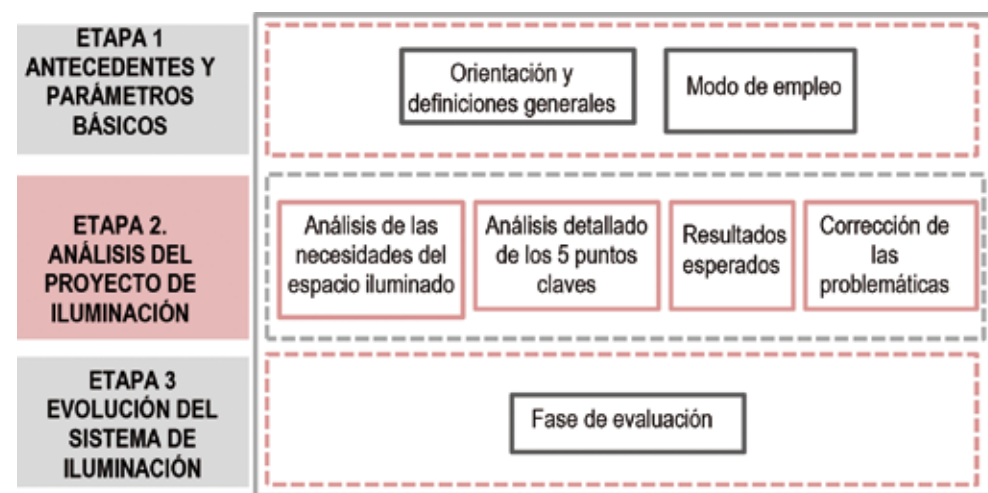 ETAPA 1
ANTECEDENTES Y
PARÁMETROS
BÁSICOS
Orientación y
definiciones generales
Modo de empleo
ETAPA 2.
ANÁLISIS DEL
PROYECTO DE
ILUMINACIÓN
Análisis de las
necesidades del
espacio iluminado
Análisis detallado
de los 5 puntos
claves
Resultados
esperados
Corrección de
las
problemáticas
ETAPA 3
EVOLUCIÓN DEL
SISTEMA DE
ILUMINACIÓN
Fase de evaluación